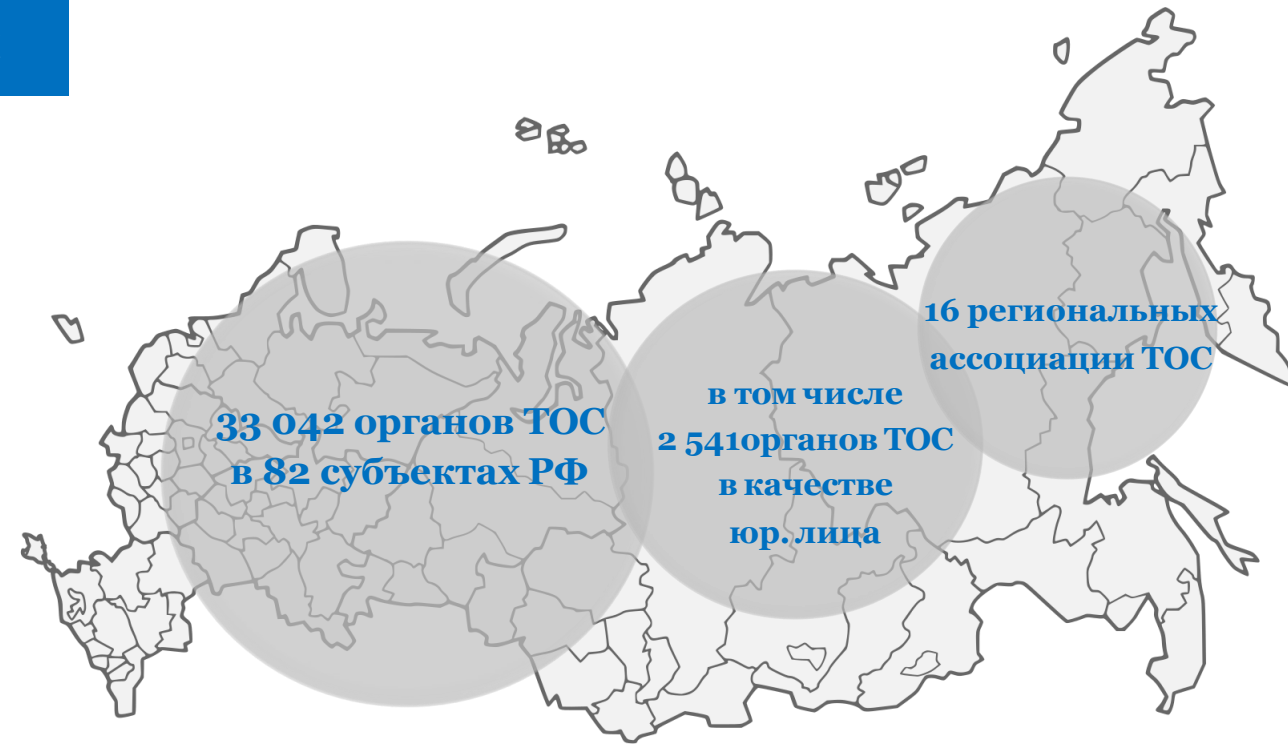 33 042 органов ТОС
в 82 субъектах РФ
в том числе
2 541органов ТОС
в качестве
юр. лица
16 региональных
ассоциации ТОС